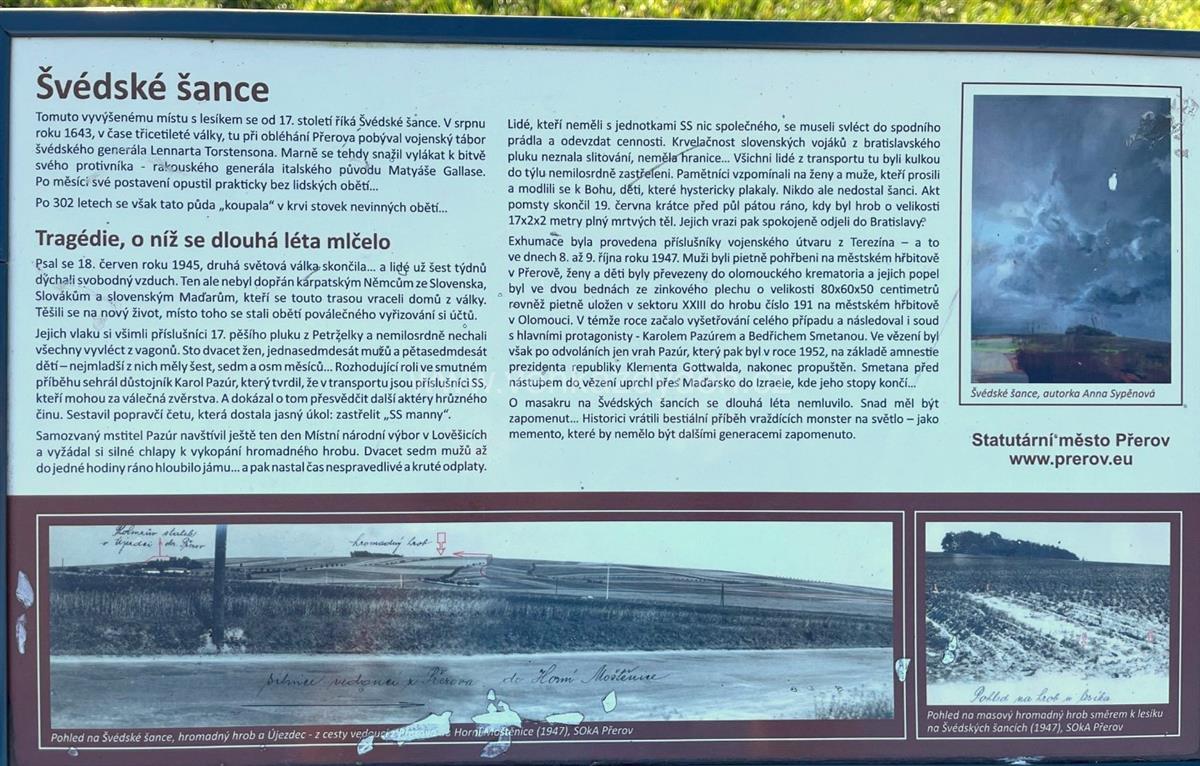 Švédské šance
Tomuto vyvýšenému místu s lesíkem se od 17. století říká Švédské šance. V srpnu
roku 1643, v čase třicetileté války, tu při obléhání Přerova pobýval vojenský tábor
švédského generála Lennarta Torstensona. Marně se tehdy snažil vylákat k bitvě
svého protivníka - rakouského generála italského původu Matyáše Gallase.
Po měsíci své postavení opustil prakticky bez lidských obětí...
Po 302 letech se však tato půda „koupala“ v krvi stovek nevinných obětí...
Tragédie, o níž se dlouhá léta mlčelo
Psal se 18. červen roku 1945, druhá světová válka skončila... a lidé už šest týdnů
dýchali svobodný vzduch. Ten ale nebyl dopřán karpatským Němcům ze Slovenska,
Slovákům a slovenským Maďarům, kteří se touto trasou vraceli domů z války.
Těšili se na nový život, místo toho se stali obětí poválečného vyřizování si účtů.
Jejich vlaku si všimli příslušníci 17. pěšího pluku z Petrželky a nemilosrdně nechali
všechny vyvléct z vagonů. Sto dvacet žen, jednasedmdesát mužů a pětasedmdesát
dětí – nejmladší z nich měly šest, sedm a osm měsíců... Rozhodující roli ve smutném
příběhu sehrál důstojník Karol Pazúr, který tvrdil, že v transportu jsou příslušníci SS,
kteří mohou za válečná zvěrstva. A dokázal o tom přesvědčit další aktéry hrůzného
činu. Sestavil popravčí četu, která dostala jasný úkol: zastřelit „SS manny“.
Samozvaný mstitel Pazúr navštívil ještě ten den Místní národní výbor v Lověšicích
a vyžádal si silné chlapy k vykopání hromadného hrobu. Dvacet sedm mužů až
do jedné hodiny ráno hloubilo jámu... a pak nastal čas nespravedlivé a kruté odplaty.
Lidé, kteří neměli s jednotkami SS nic společného, se museli svléct do spodního
prádla a odevzdat cennosti. Krvelačnost slovenských vojáků z bratislavského
pluku neznala slitování, neměla hranice... Všichni lidé z transportu tu byli kulkou
do týlu nemilosrdně zastřeleni. Pamětníci vzpomínali na ženy a muže, kteří prosili
a modlili se k Bohu, děti, které hystericky plakaly. Nikdo ale nedostal šanci. Akt
pomsty skončil 19. června krátce před půl pátou ráno, kdy byl hrob o velikosti
17x2x2 metry plný mrtvých těl. Jejich vrazi pak spokojeně odjeli do Bratislavy.
Exhumace byla provedena příslušníky vojenského útvaru z Terezína – a to
ve dnech 8. až 9. října roku 1947. Muži byli pietně pohřbeni na městském hřbitově
v Přerově, ženy a děti byly převezeny do olomouckého krematoria a jejich popel
byl ve dvou bednách ze zinkového plechu o velikosti 80x60x50 centimetrů
rovněž pietně uložen v sektoru XXIII do hrobu číslo 191 na městském hřbitově
v Olomouci. V témže roce začalo vyšetřování celého případu a následoval i soud
s hlavními protagonisty - Karolem Pazúrem a Bedřichem Smetanou. Ve vězení byl
však po odvoláních jen vrah Pazúr, který pak byl v roce 1952, na základě amnestie
prezidenta republiky Klementa Gottwalda, nakonec propuštěn. Smetana před
nástupem do vězení uprchl přes Maďarsko do Izraele, kde jeho stopy končí...
O masakru na Švédských šancích se dlouhá léta nemluvilo. Snad měl být
zapomenut... Historici vrátili bestiální příběh vraždících monster na světlo – jako
memento, které by nemělo být dalšími generacemi zapomenuto.
Švédské šance, autorka Anna Sypěnová
Statutární město Přerov
www.prerov.eu
hromadný hrob
silnice vedoucí z Přerova do Horní Moštěnice
Pohled na Švédské šance, hromadný hrob a Újezdec - z cesty vedoucí z Přerova do Horní Moštěnice (1947), SOkA Přerov
Pohled na hrob
Pohled na masový hromadný hrob směrem k lesíku
na Švédských šancích (1947), SOkA Přerov